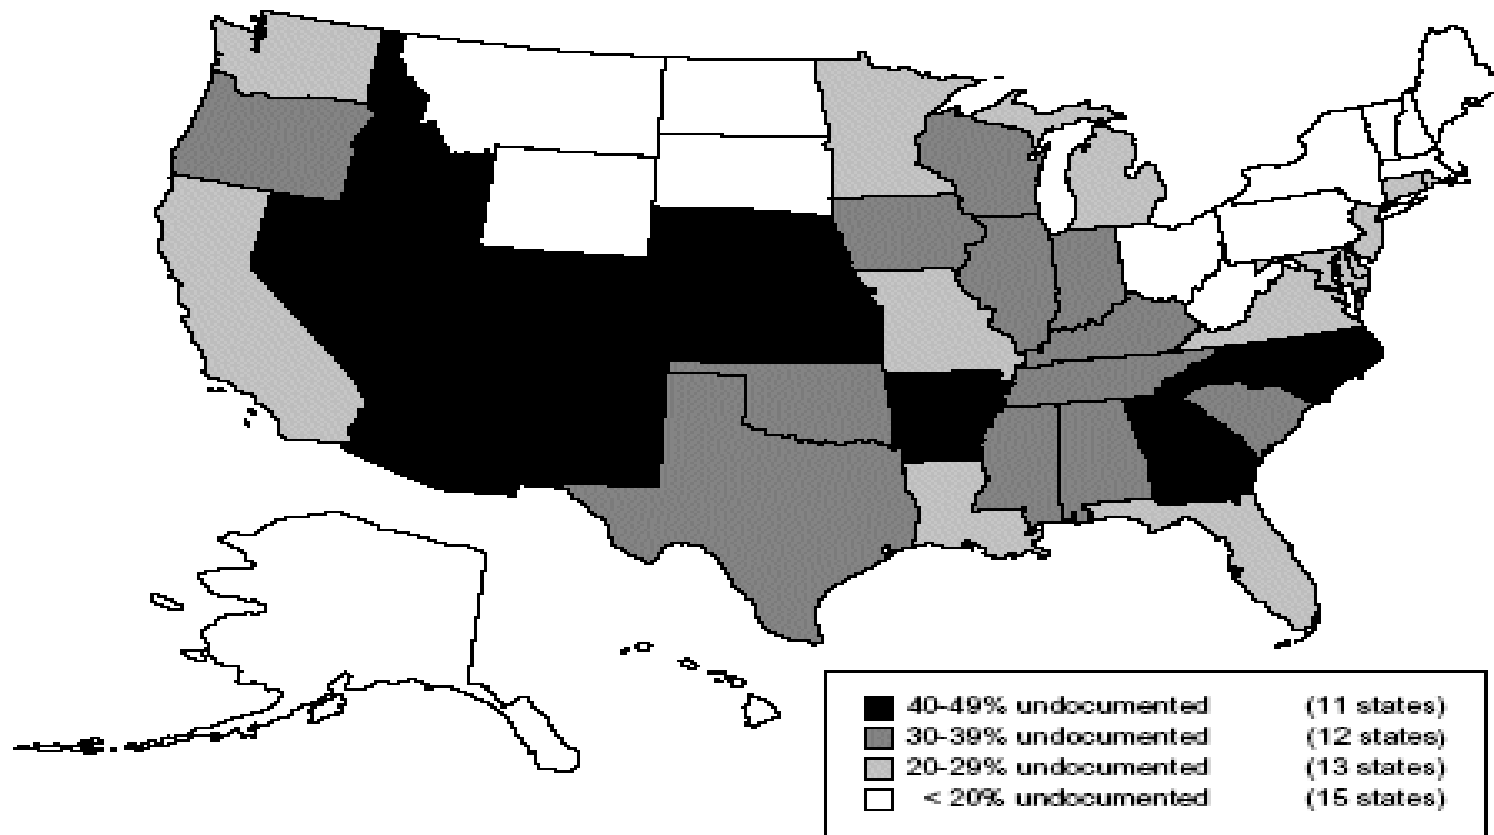 40-49% undocumented (11 states)
30-39% undocumented (12 states)
20-29% undocumented (13 states)
< 20% undocumented (15 states)